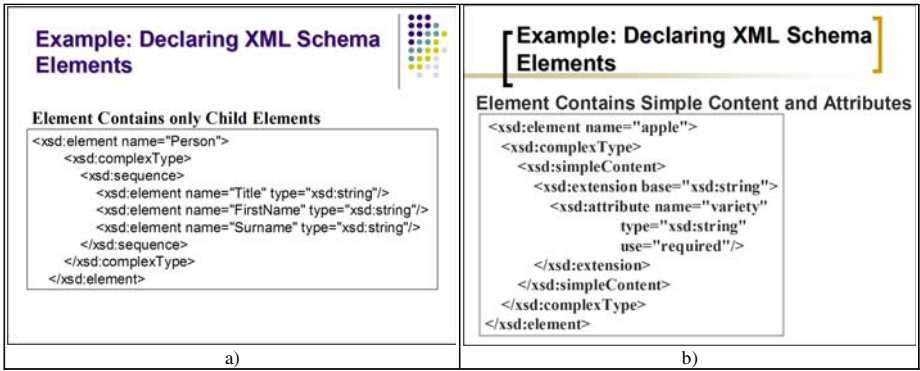 Example: Declaring XML Schema
Elements
Element Contains only Child Elements
<xsd:element name="Person">
<xsd:complexType>
<xsd:sequence>
<xsd:element name="Title" type="xsd:string"/>
<xsd:element name="FirstName" type="xsd:string"/>
<xsd:element name="Surname" type="xsd:string"/>
</xsd:sequence>
</xsd:complexType>
</xsd:element>
a)
Example: Declaring XML Schema
Elements
Element Contains Simple Content and Attributes
<xsd:element name="apple">
<xsd:complexType>
<xsd:simpleContent>
<xsd:extension base="xsd:string">
<xsd:attribute name="variety"
type="xsd:string"
use="required"/>
</xsd:extension>
</xsd:simpleContent>
</xsd:complexType>
</xsd:element>
b)